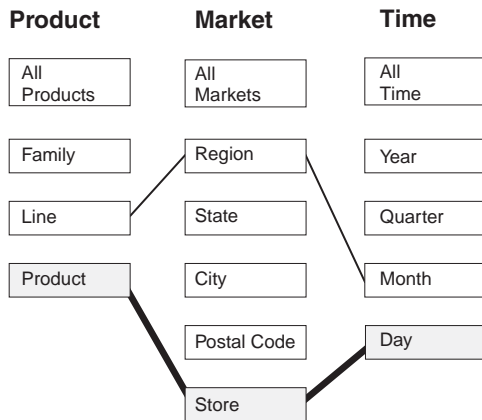 Product
Market
Time
All
Products
All
Markets
All
Time
Family
Region
Year
Line
State
Quarter
Product
City
Month
Postal Code
Day
Store